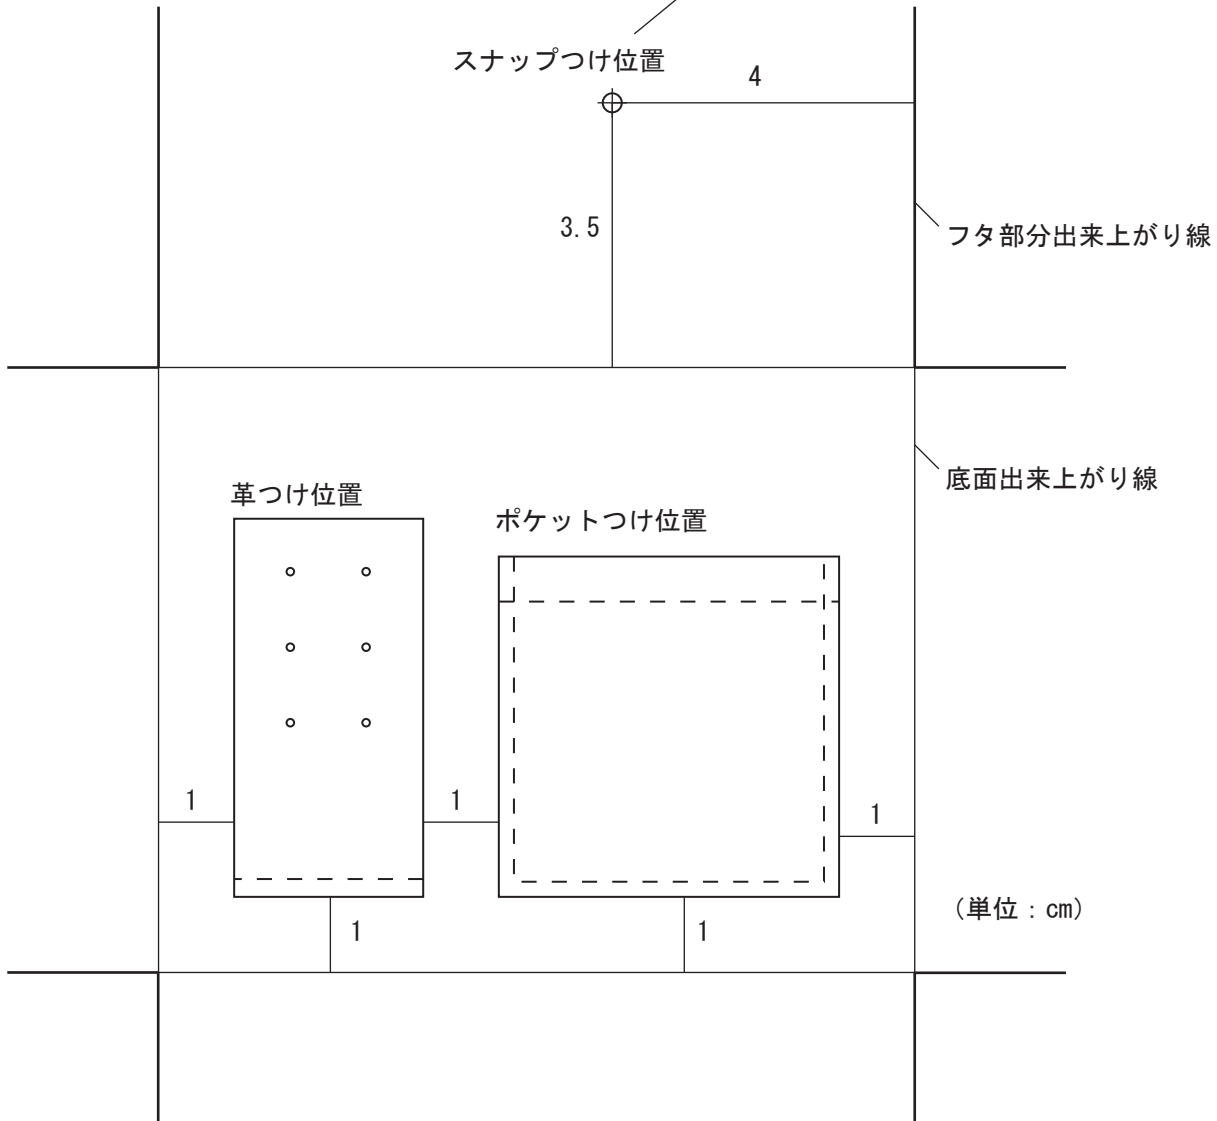 スナップつけ位置
4
3.5
フタ部分出来上がり線
底面出来上がり線
革つけ位置
ポケットつけ位置
1
1
1
(単位:cm)
1
1